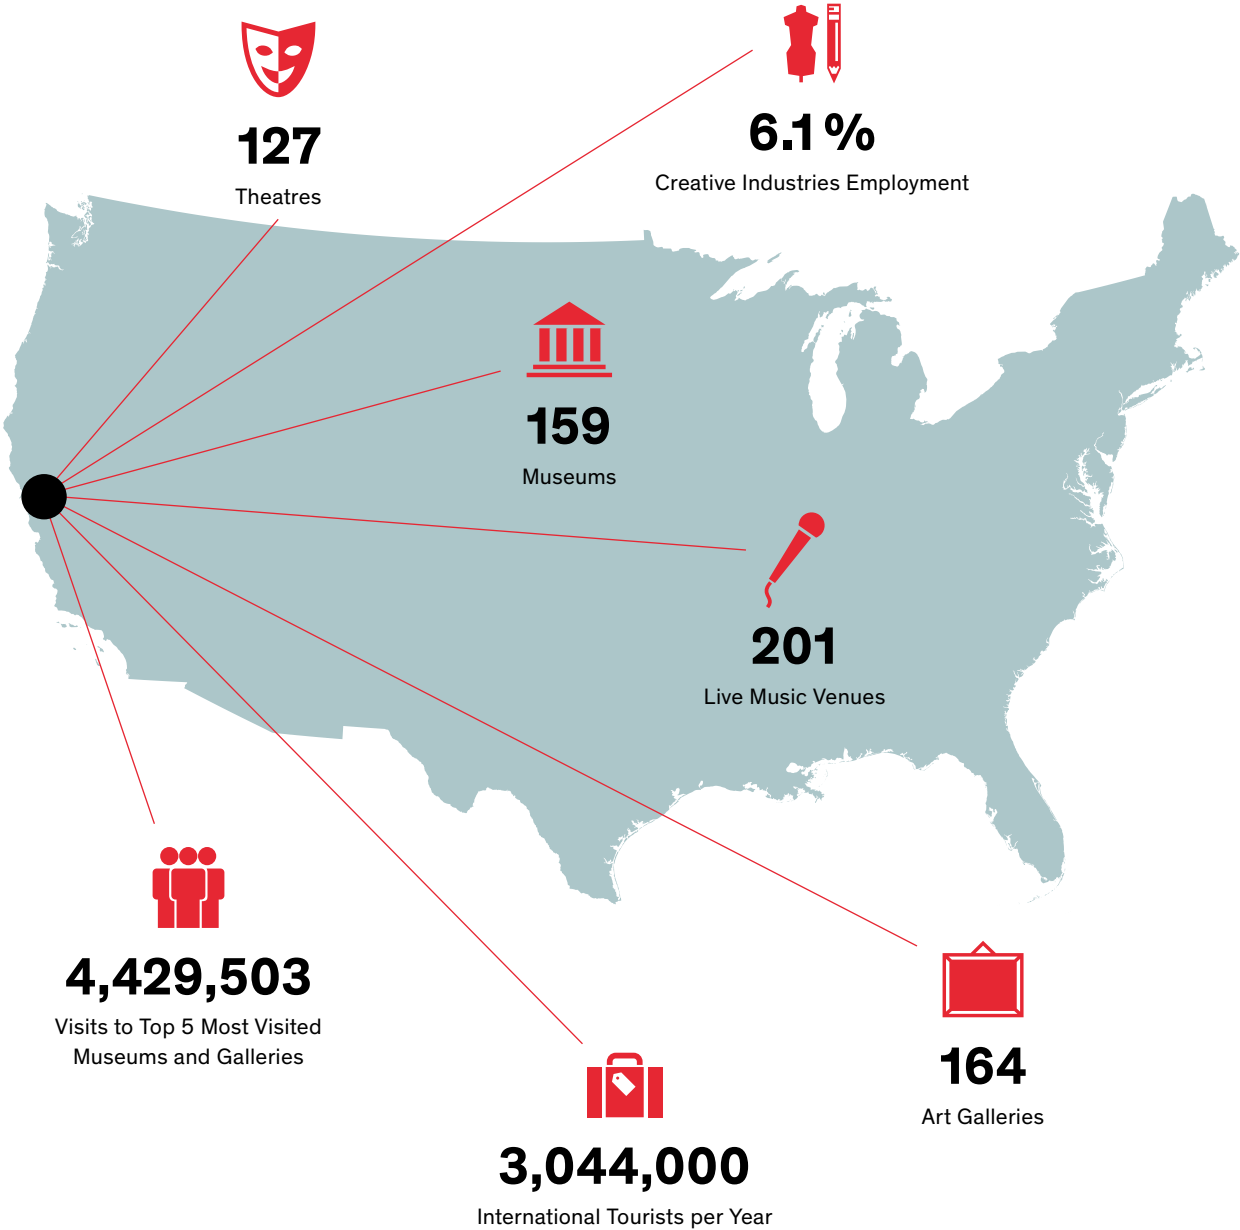 127
Theatres
6.1%
Creative Industries Employment
159
Museums
201
Live Music Venues
4,429,503
Visits to Top 5 Most Visited
Museums and Galleries
164
Art Galleries
3,044,000
International Tourists per Year